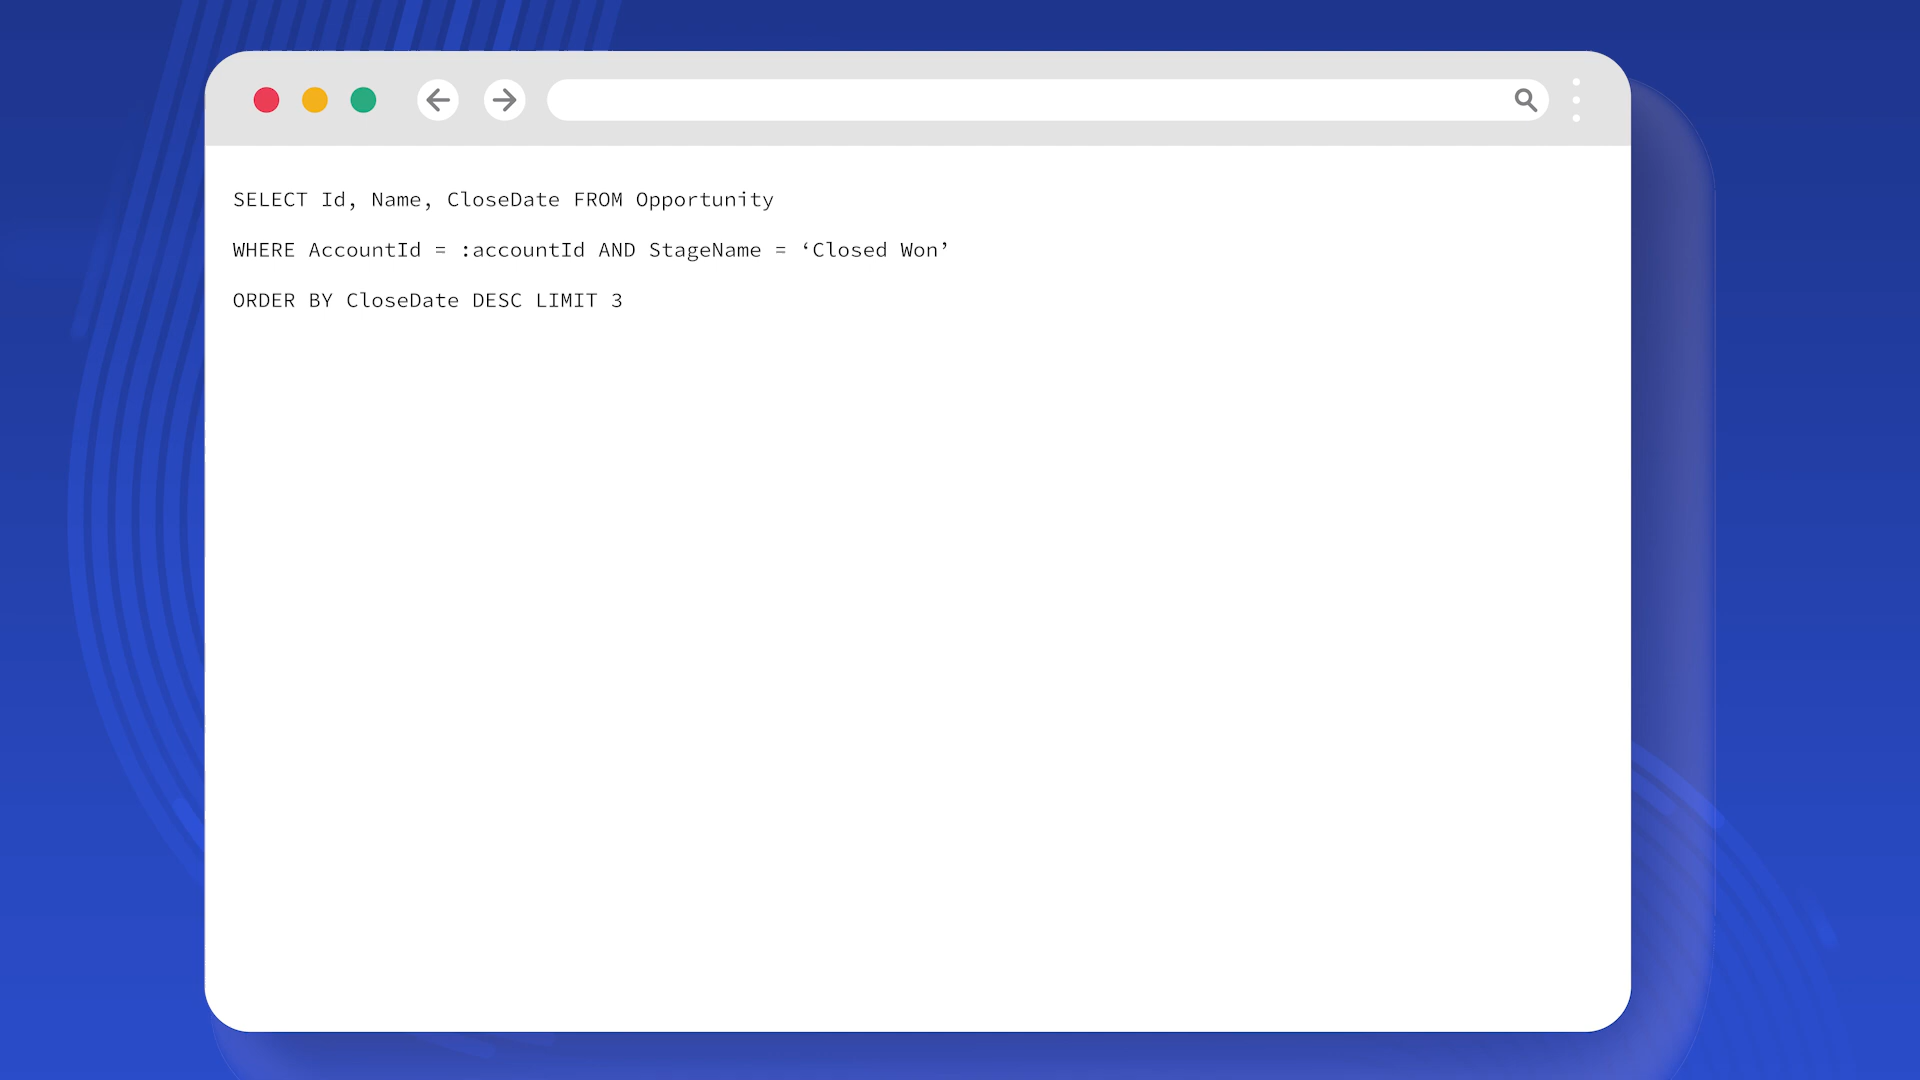 SELECT Id, Name, CloseDate FROM Opportunity
WHERE AccountId = :accountId AND StageName = ‘Closed Won’
ORDER BY CloseDate DESC LIMIT 3